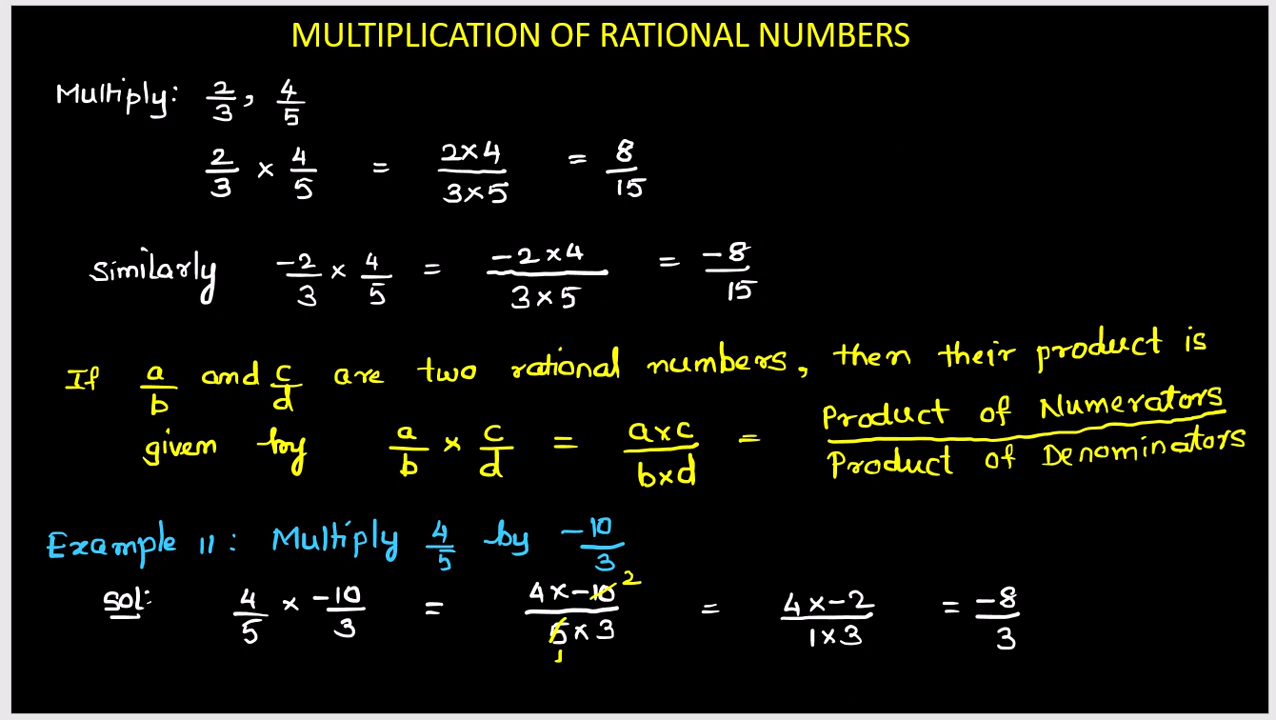 MULTIPLICATION OF RATIONAL NUMBERS
Multiply: 2/3, 4/5
2/3 × 4/5 = 2×4/3×5 = 8/15
Similarly -2/3 × 4/5 = -2×4/3×5 = -8/15
If a/b and c/d are two rational numbers, then their product is
given by a/b × c/d = a×c/b×d = Product of Numerators/Product of Denominators
Example 11: Multiply 4/5 by -10/3
Sol: 4/5 × -10/3 = 4×-10 2/5 1×3 = 4×-2/1×3 = -8/3